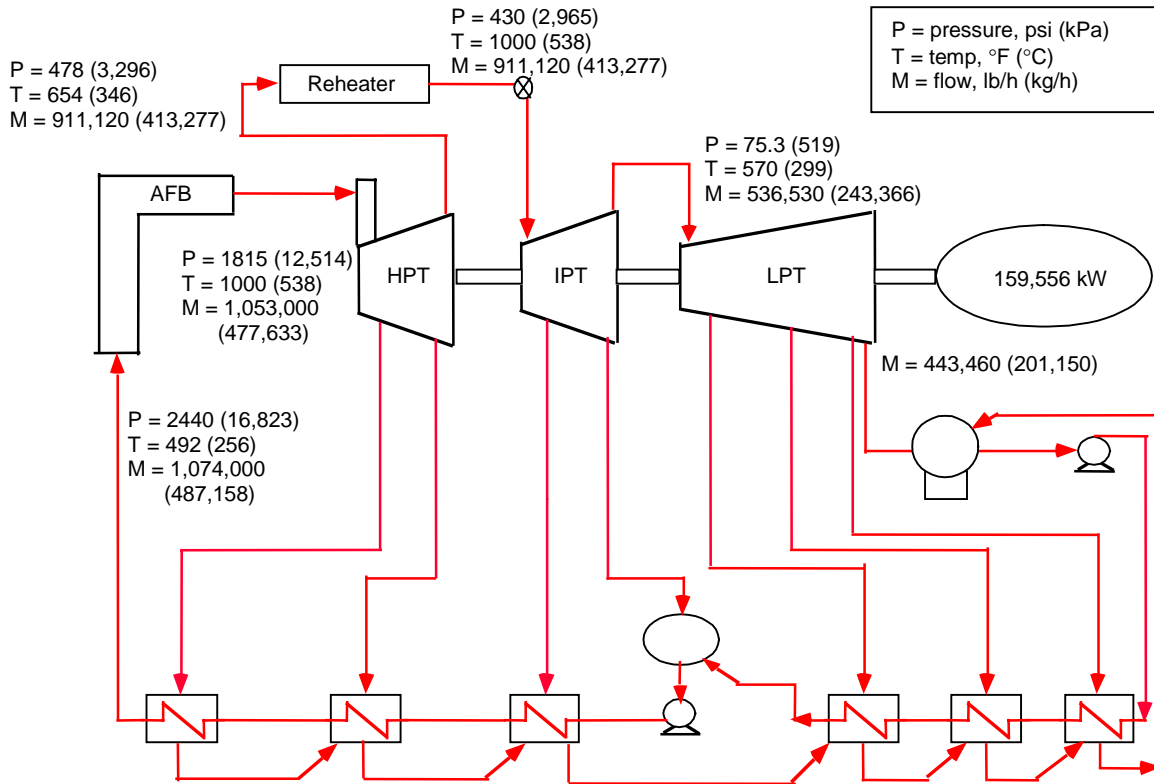 P = 430 (2,965)
T = 1000 (538)
M = 911,120 (413,277)
P = pressure, psi (kPa)
T = temp, °F (°C)
M = flow, lb/h (kg/h)
P = 478 (3,296)
T = 654 (346)
M = 911,120 (413,277)
Reheater
P = 75.3 (519)
T = 570 (299)
M = 536,530 (243,366)
AFB
P = 1815 (12,514)
T = 1000 (538)
M = 1,053,000
(477,633)
HPT
IPT
LPT
159,556 kW
M = 443,460 (201,150)
P = 2440 (16,823)
T = 492 (256)
M = 1,074,000
(487,158)